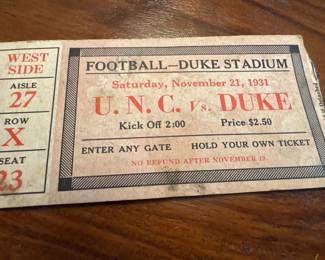 WEST
SIDE
AISLE
27
ROW
X
SEAT
23
FOOTBALL—DUKE STADIUM
Saturday, November 21, 1931
U. N. C. Vs. DUKE
Kick Off 2:00 Price $2.50
ENTER ANY GATE HOLD YOUR OWN TICKET
NO REFUND AFTER NOVEMBER 19.